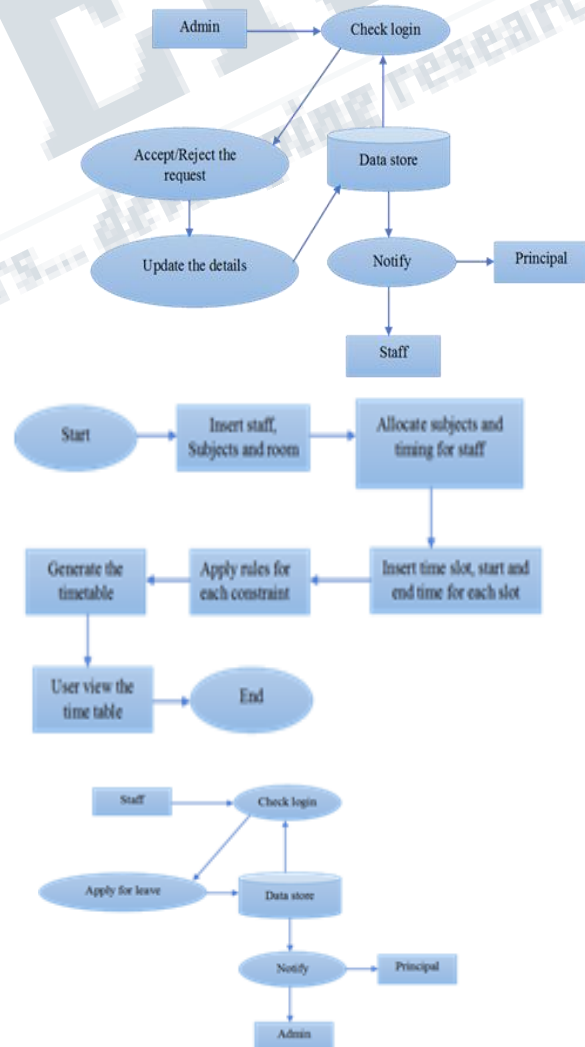 Admin
Check login
Accept/Reject the
request
Data store
Update the details
Notify
Principal
Staff
Start
Insert staff,
Subjects and room
Allocate subjects and
timing for staff
Generate the
timetable
Apply rules for
each constraint
Insert time slot, start and
end time for each slot
User view the
time table
End
Staff
Check login
Apply for leave
Data store
Notify
Principal
Admin